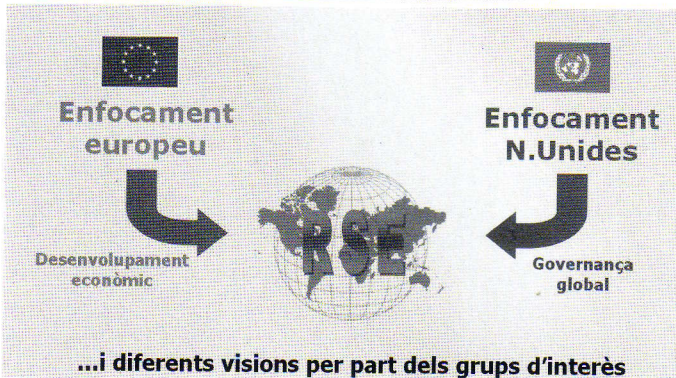 Enfocament
europeu
Enfocament
N.Unides
RSE
Desenvolupament
econòmic
Governança
global
...i diferents visions per part dels grups d'interès